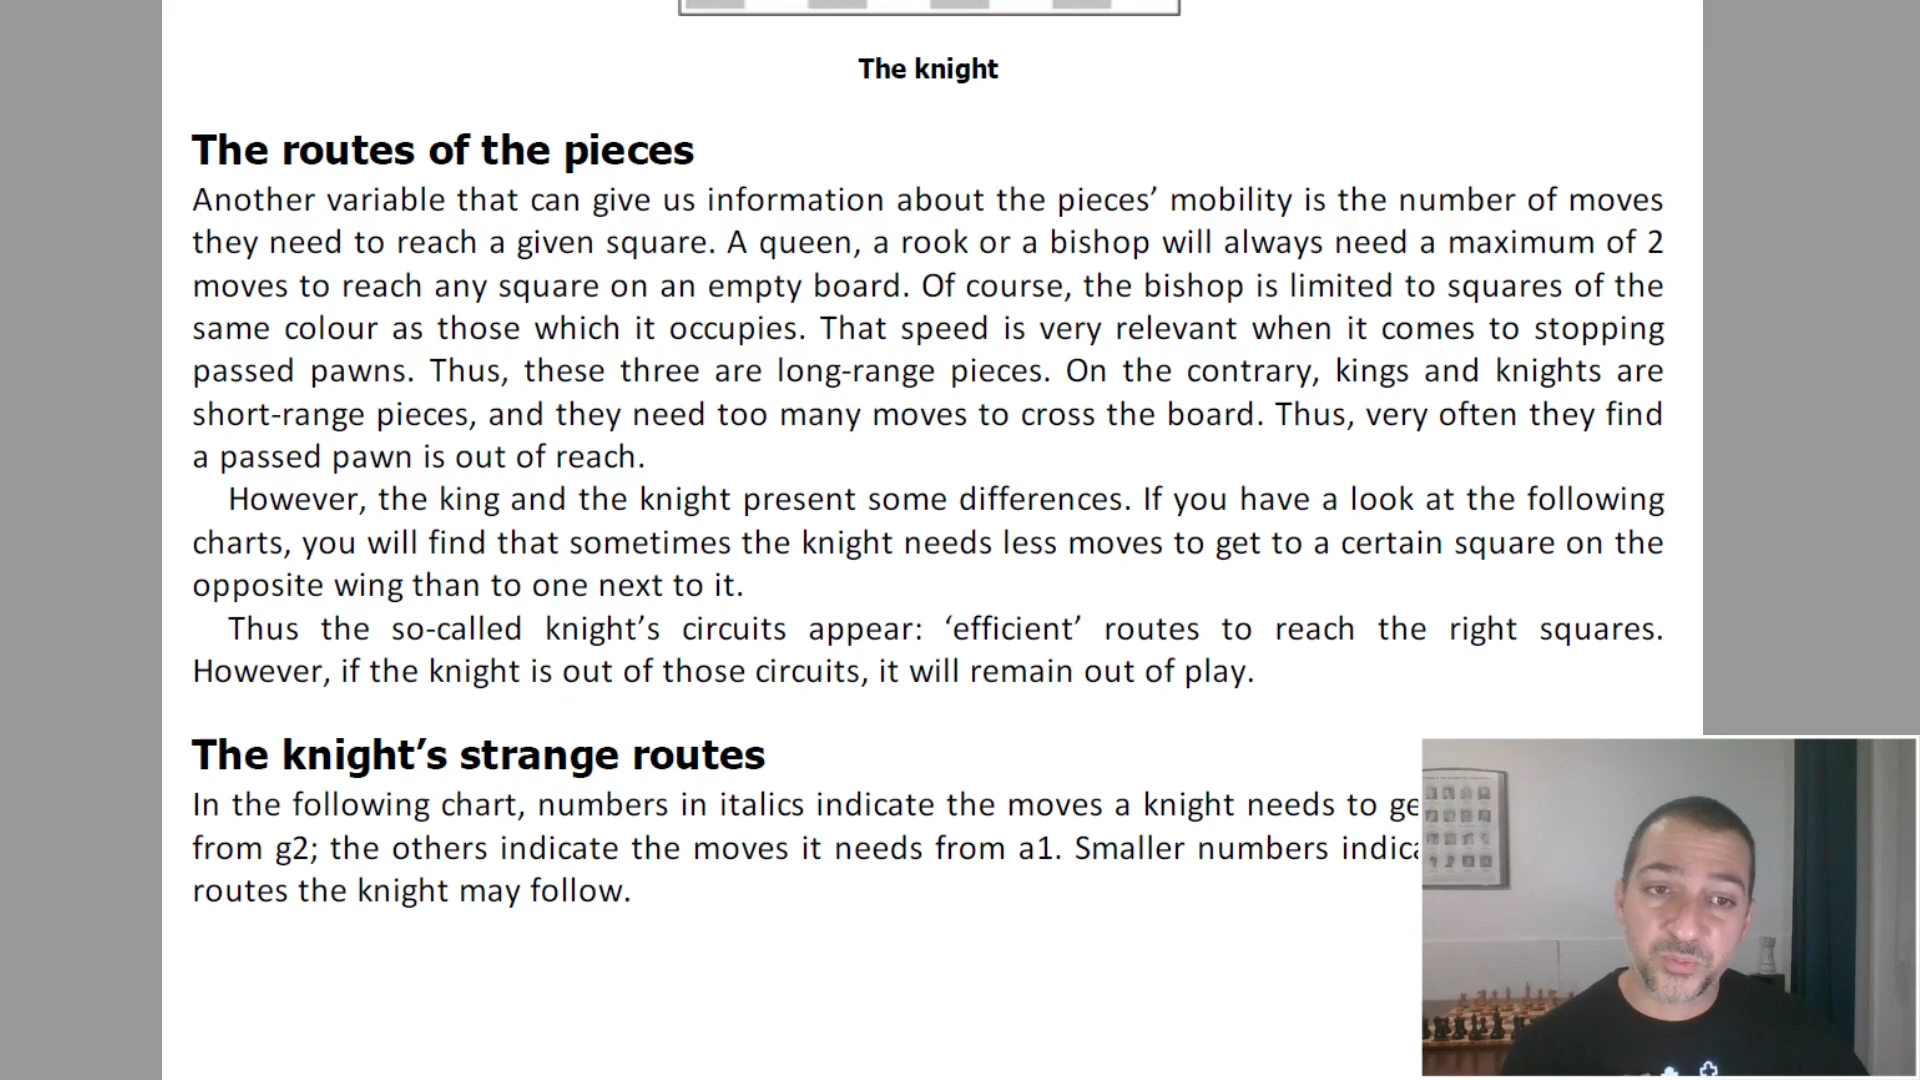 The knight
The routes of the pieces
Another variable that can give us information about the pieces’ mobility is the number of moves
they need to reach a given square. A queen, a rook or a bishop will always need a maximum of 2
moves to reach any square on an empty board. Of course, the bishop is limited to squares of the
same colour as those which it occupies. That speed is very relevant when it comes to stopping
passed pawns. Thus, these three are long-range pieces. On the contrary, kings and knights are
short-range pieces, and they need too many moves to cross the board. Thus, very often they find
a passed pawn is out of reach.
However, the king and the knight present some differences. If you have a look at the following
charts, you will find that sometimes the knight needs less moves to get to a certain square on the
opposite wing than to one next to it.
Thus the so-called knight’s circuits appear: ‘efficient’ routes to reach the right squares.
However, if the knight is out of those circuits, it will remain out of play.
The knight’s strange routes
In the following chart, numbers in italics indicate the moves a knight needs to
from g2; the others indicate the moves it needs from a1. Smaller numbers
routes the knight may follow.